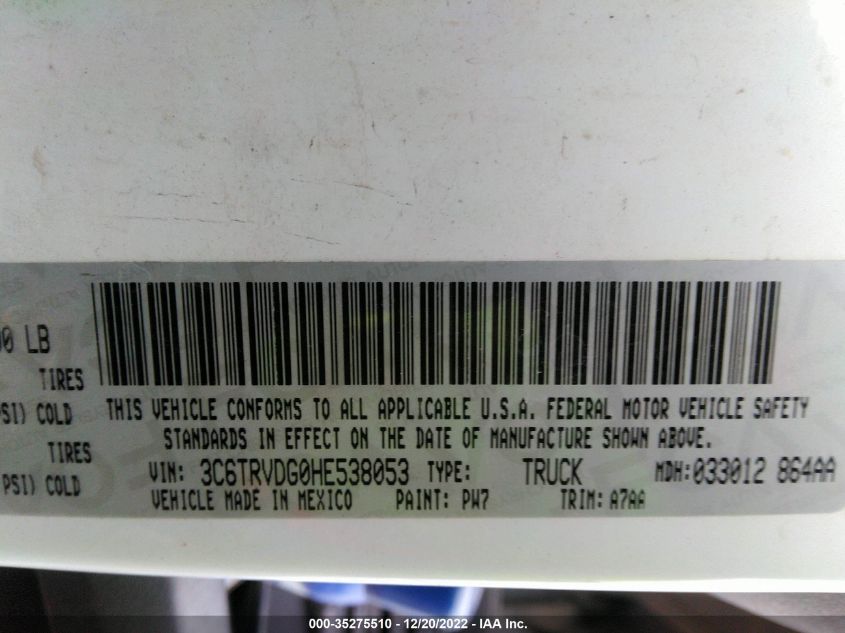 00 LB
TIRES
PSI) COLD
TIRES
PSI) COLD
THIS VEHICLE CONFORMS TO ALL APPLICABLE U.S.A. FEDERAL MOTOR VEHICLE SAFETY
STANDARDS IN EFFECT ON THE DATE OF MANUFACTURE SHOWN ABOVE.
VIN: 3C6TRVDG0HE538053 TYPE: TRUCK MDH:033012 864AA
VEHICLE MADE IN MEXICO PAINT: PW7 TRIM: A7AA
000-35275510 - 12/20/2022 - IAA Inc.